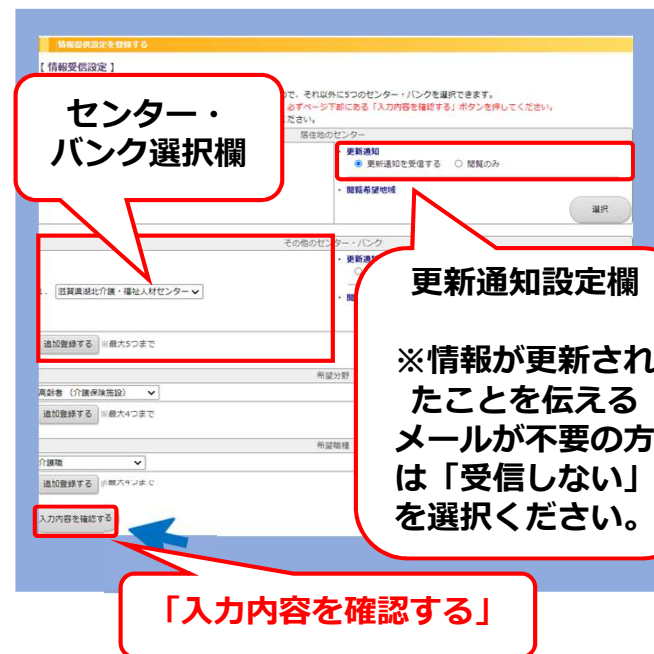 情報提供設定を登録する
【 情報受信設定 】
で、それ以外に5つのセンター・バンクを選択できます。
必ずページ下部にある「入力内容を確認する」ボタンを押してください。
ださい。
センター・
バンク選択欄
居住地のセンター
・ 更新通知
更新通知を受信する 閲覧のみ
・ 閲覧希望地域
選択
その他のセンター・バンク
・ 更新通
滋賀県湖北介護・福祉人材センター
追加登録する ※最大5つまで
更新通知設定欄
※情報が更新され
たことを伝える
メールが不要の方
は「受信しない」
を選択ください。
希望分野
高齢者（介護保険施設）
追加登録する ※最大4つまで
希望職種
介護職
追加登録する ※最大4つまで
入力内容を確認する
「入力内容を確認する」